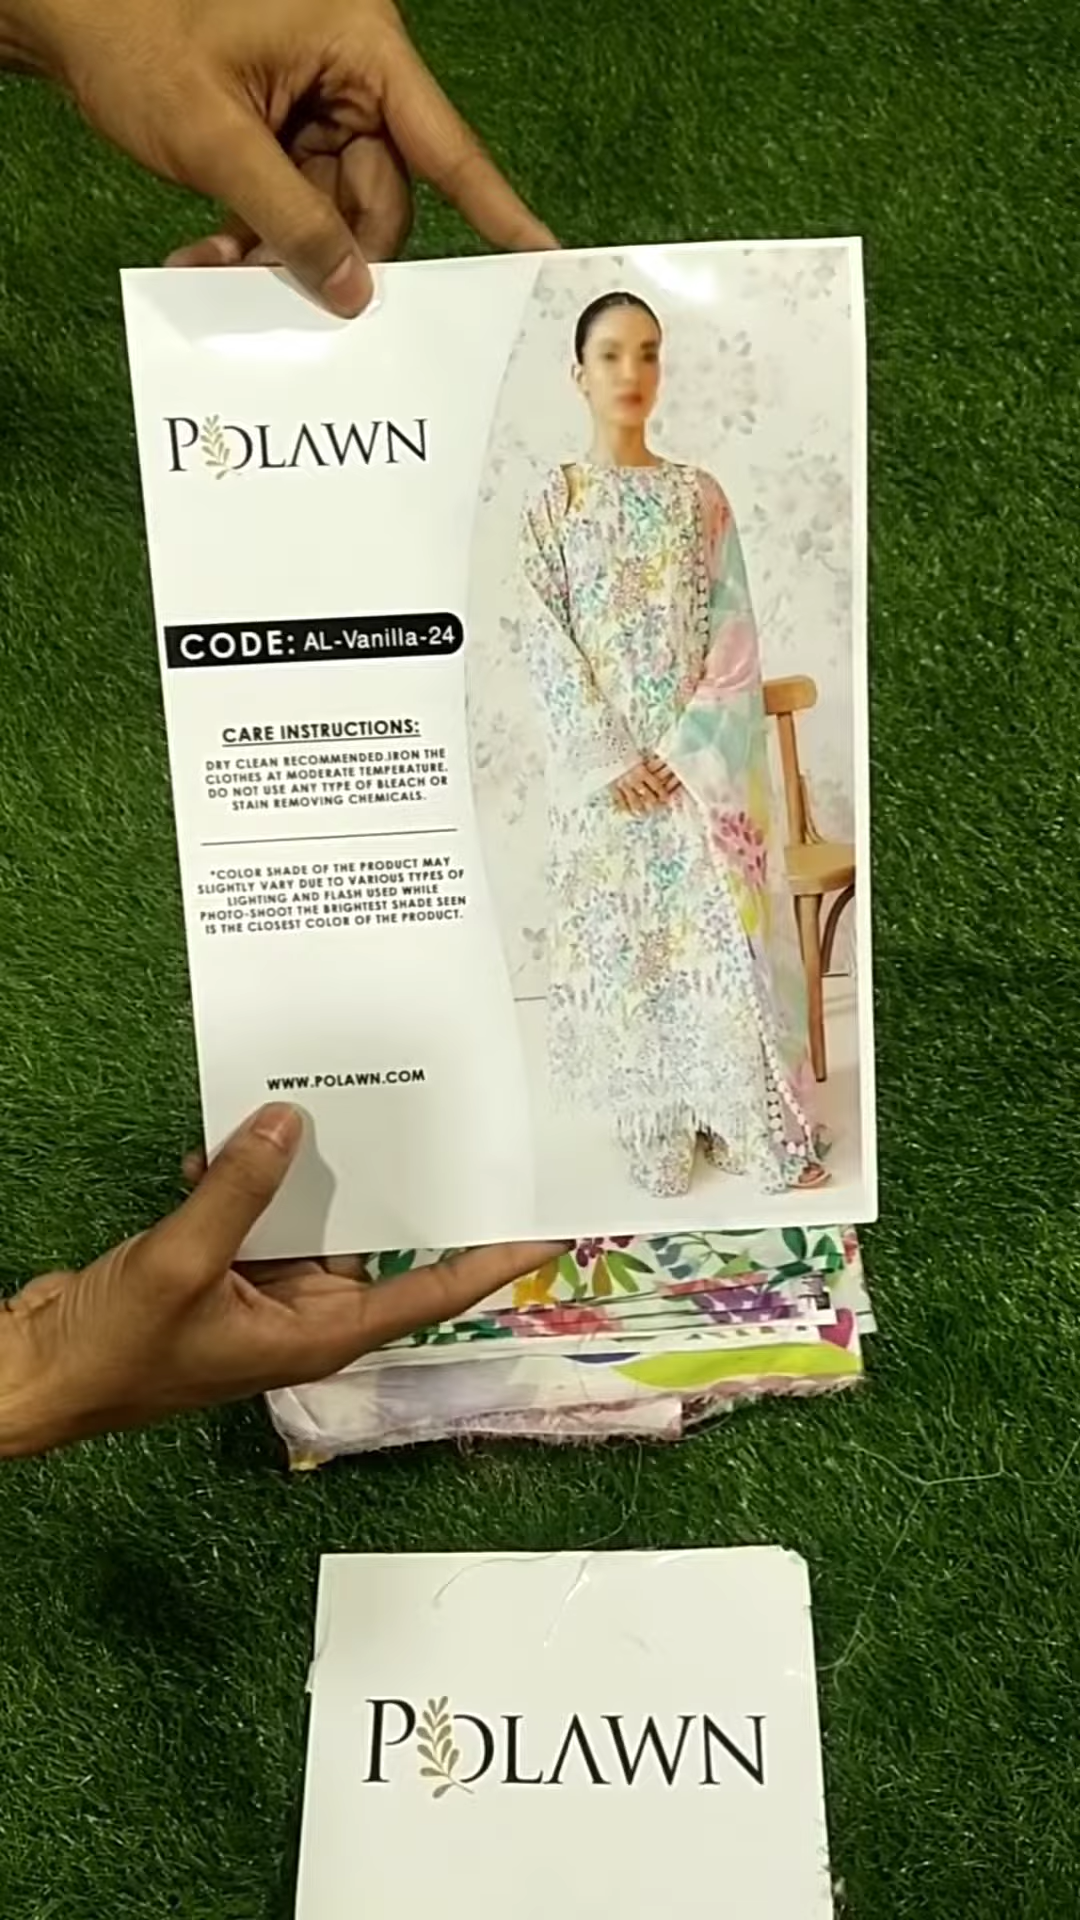 POLAWN
CODE: AL-Vanilla-24
CARE INSTRUCTIONS:
DRY CLEAN RECOMMENDED.IRON THE
CLOTHES AT MODERATE TEMPERATURE.
DO NOT USE ANY TYPE OF BLEACH OR
STAIN REMOVING CHEMICALS.
*COLOR SHADE OF THE PRODUCT MAY
SLIGHTLY VARY DUE TO VARIOUS TYPES OF
LIGHTING AND FLASH USED WHILE
PHOTO-SHOOT THE BRIGHTEST SHADE SEEN
IS THE CLOSEST COLOR OF THE PRODUCT.
WWW.POLAWN.COM
POLAWN